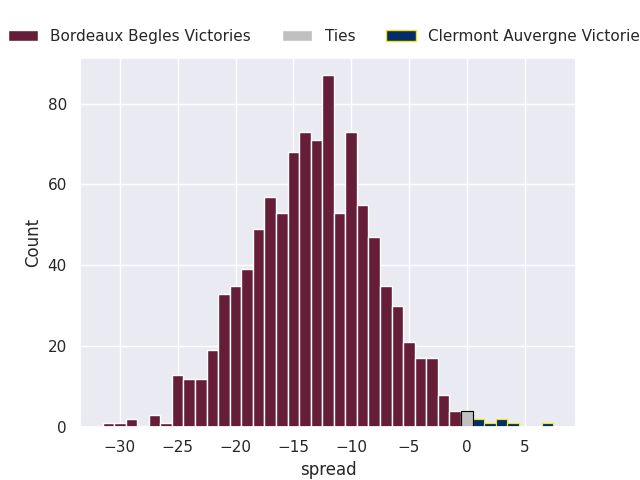 Bordeaux Begles Victories Ties Clermont Auvergne Victorie
80
60
40
20
0
Count
−30 −25 −20 −15 −10 −5 0 5
spread